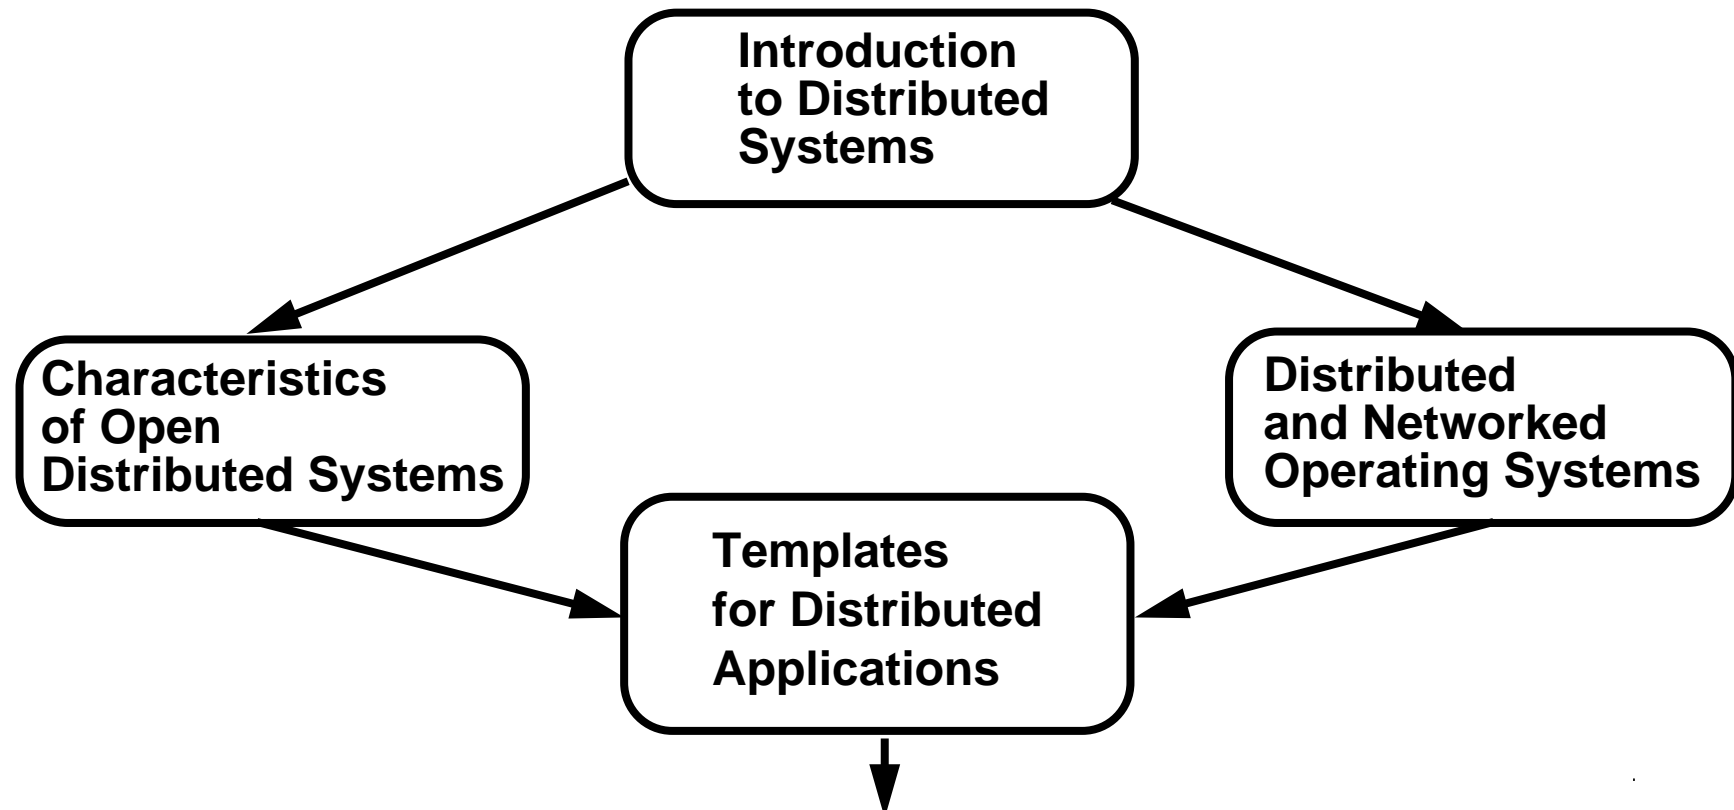 Introduction
to Distributed
Systems
Characteristics
of Open
Distributed Systems
Distributed
and Networked
Operating Systems
Templates
for Distributed
Applications